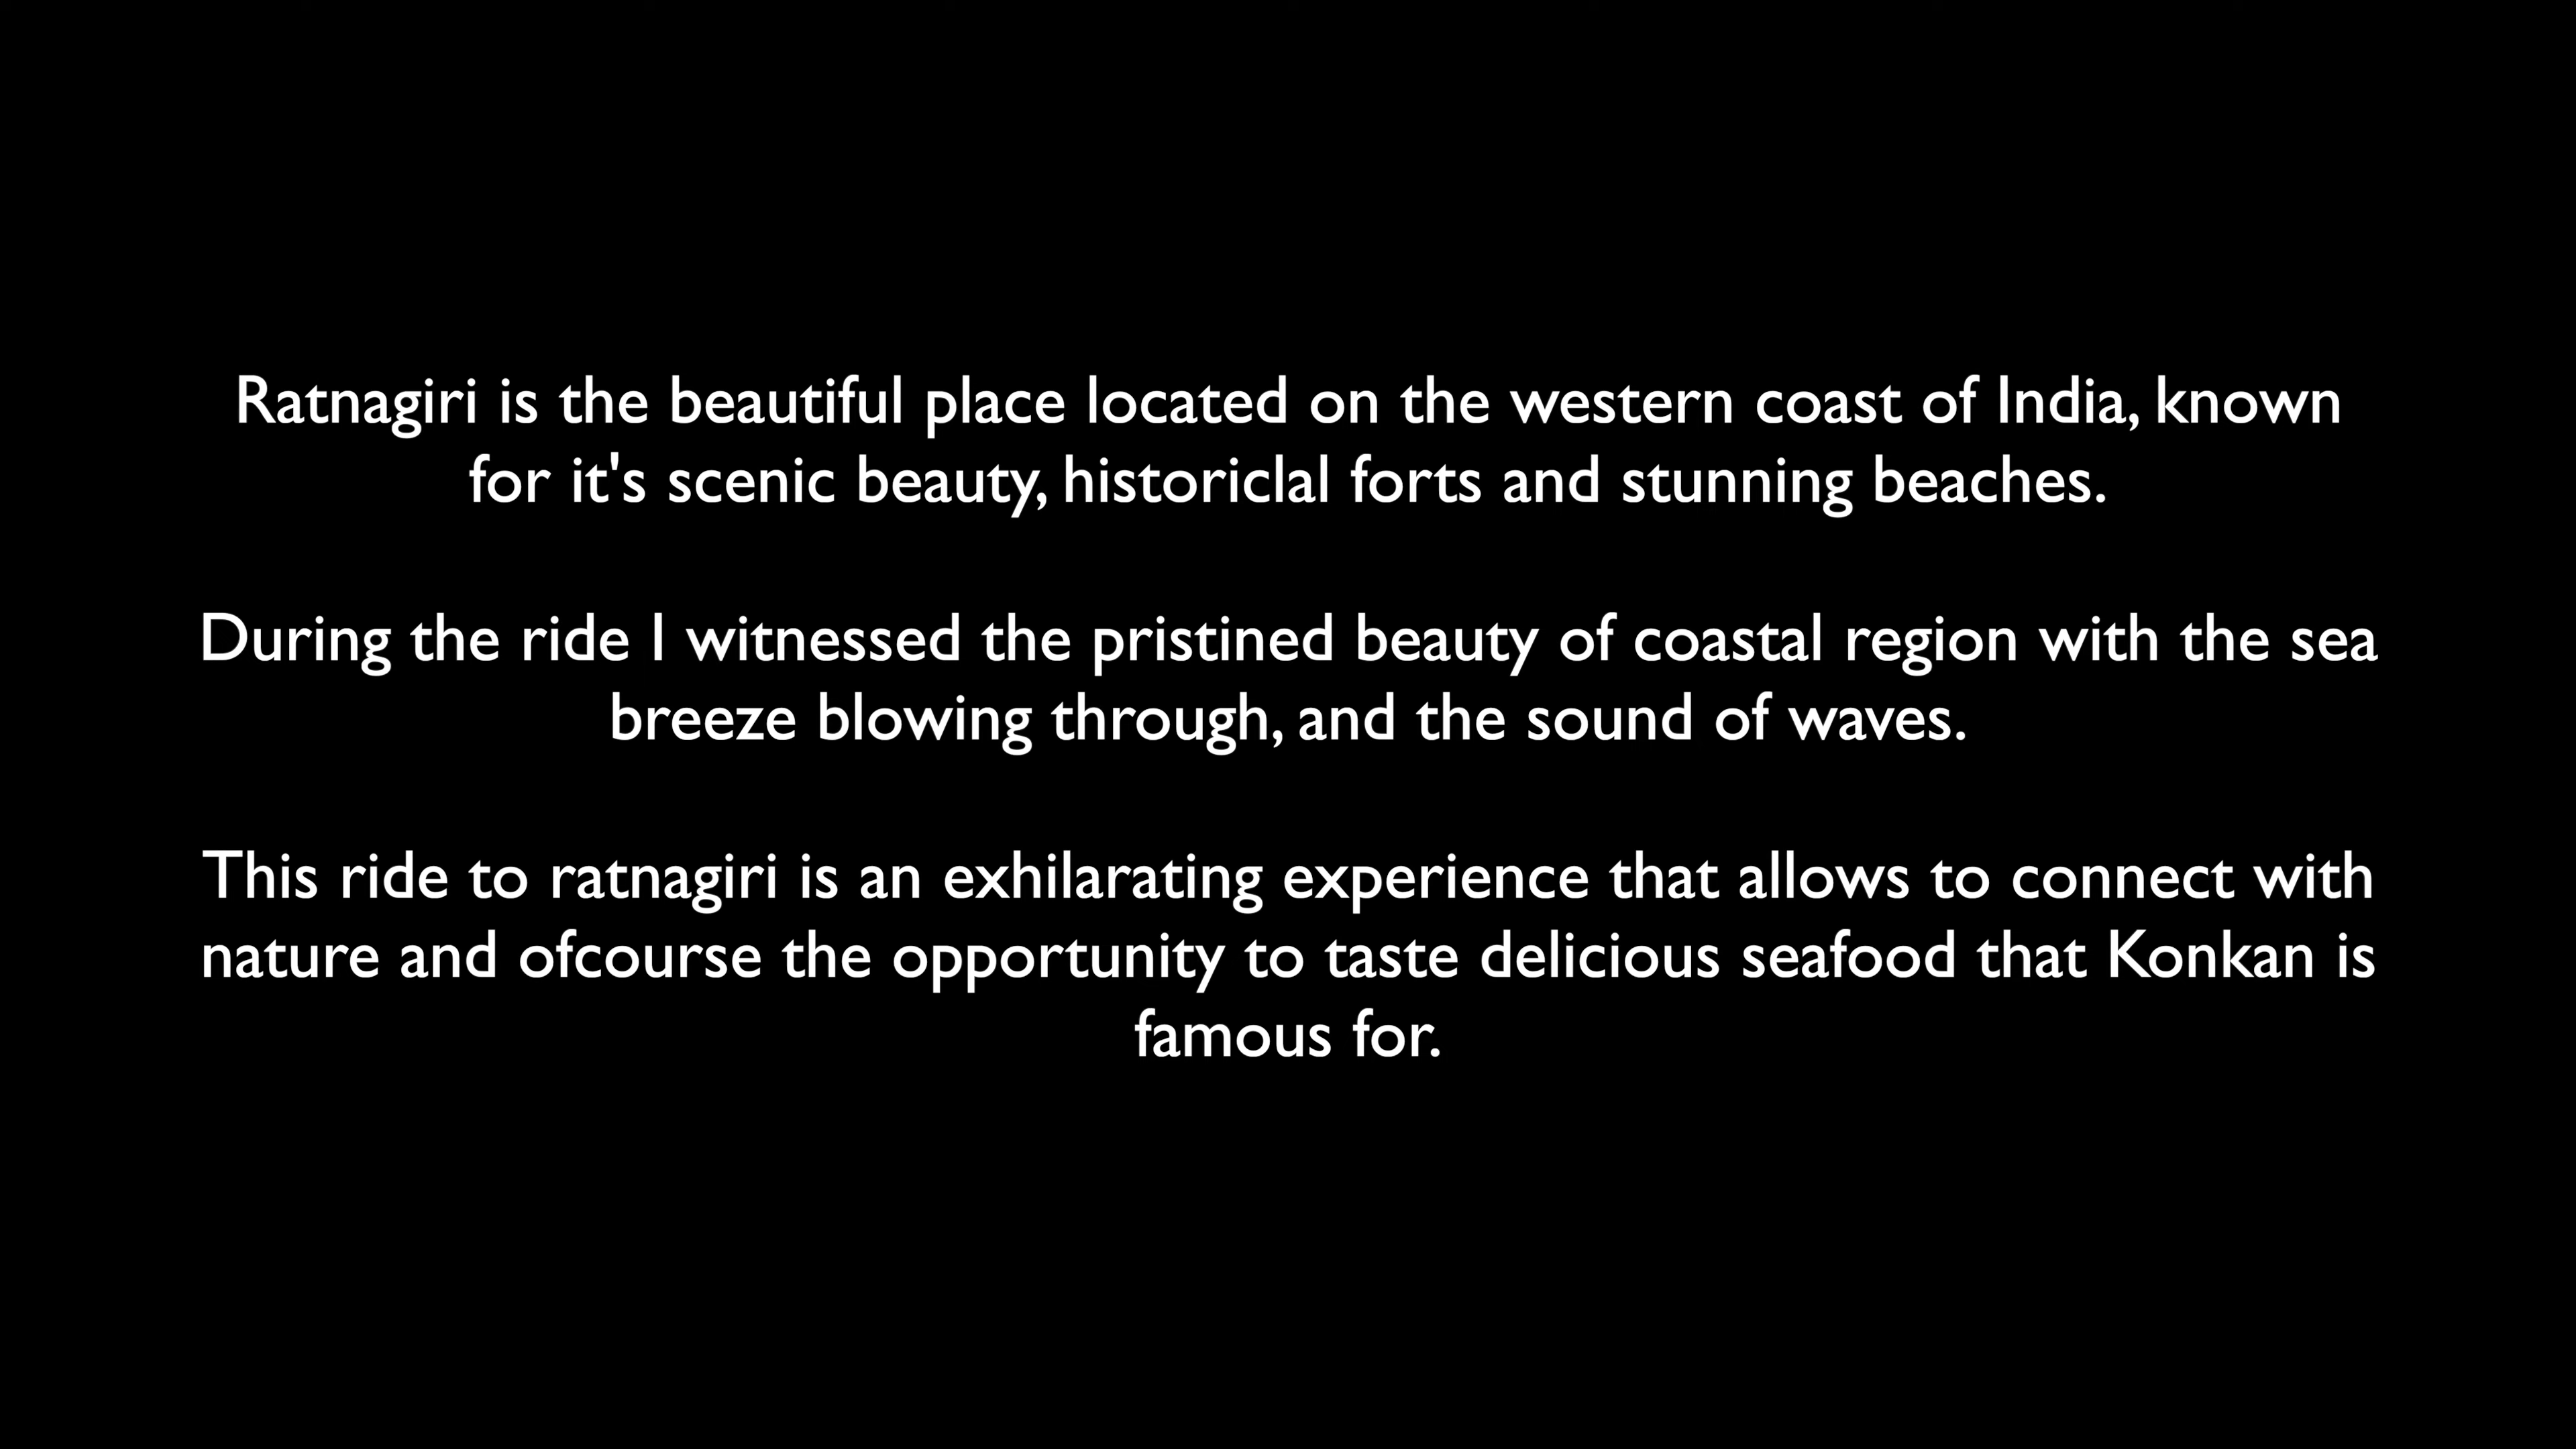 Ratnagiri is the beautiful place located on the western coast of India, known
for it's scenic beauty, historiclal forts and stunning beaches.
During the ride I witnessed the pristined beauty of coastal region with the sea
breeze blowing through, and the sound of waves.
This ride to ratnagiri is an exhilarating experience that allows to connect with
nature and ofcourse the opportunity to taste delicious seafood that Konkan is
famous for.